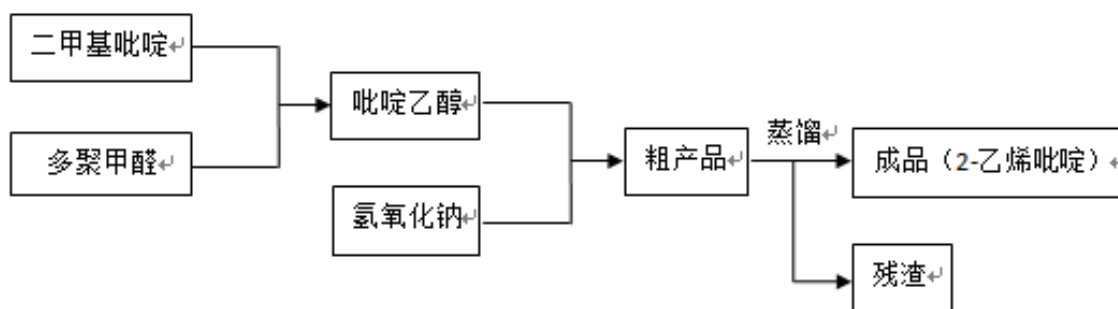 二甲基吡啶↵
多聚甲醛↵
吡啶乙醇↵
氢氧化钠↵
粗产品↵
蒸馏↵
成品（2-乙烯吡啶）↵
残渣↵